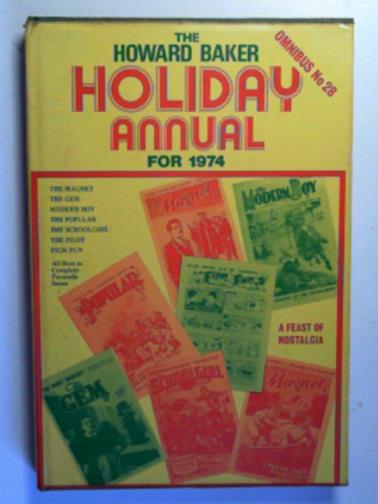 THE
HOWARD BAKER
HOLIDAY
ANNUAL
FOR 1974
OMNIBUS No 28
THE MAGNET
THE GEM
MODERN BOY
THE POPULAR
THE SCHOOLGIRL
THE PILOT
FILM FUN
All Here in
Complete
Facsimile
Issues
Magnet
MODERN BOY
POPULAR
FILM FUN
A FEAST OF
NOSTALGIA
GEM
SCHOOLGIRL
Magnet